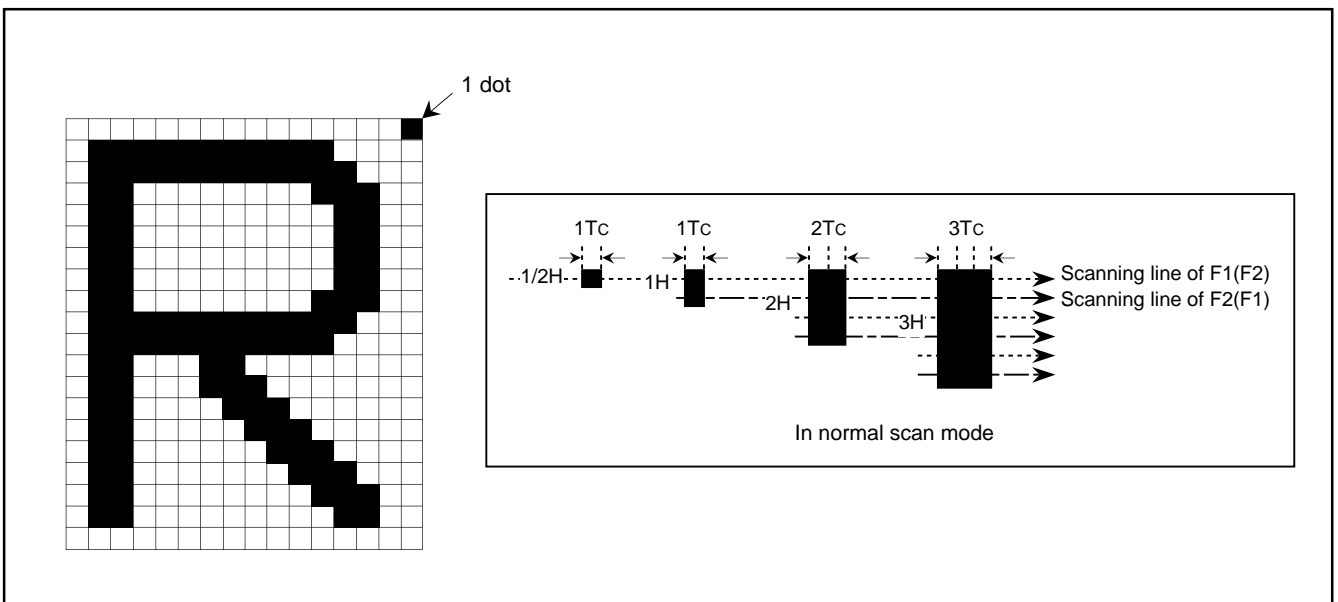 1 dot
1TC 1TC 2TC 3TC
1/2H Scanning line of F1(F2)
1H Scanning line of F2(F1)
2H
3H
In normal scan mode